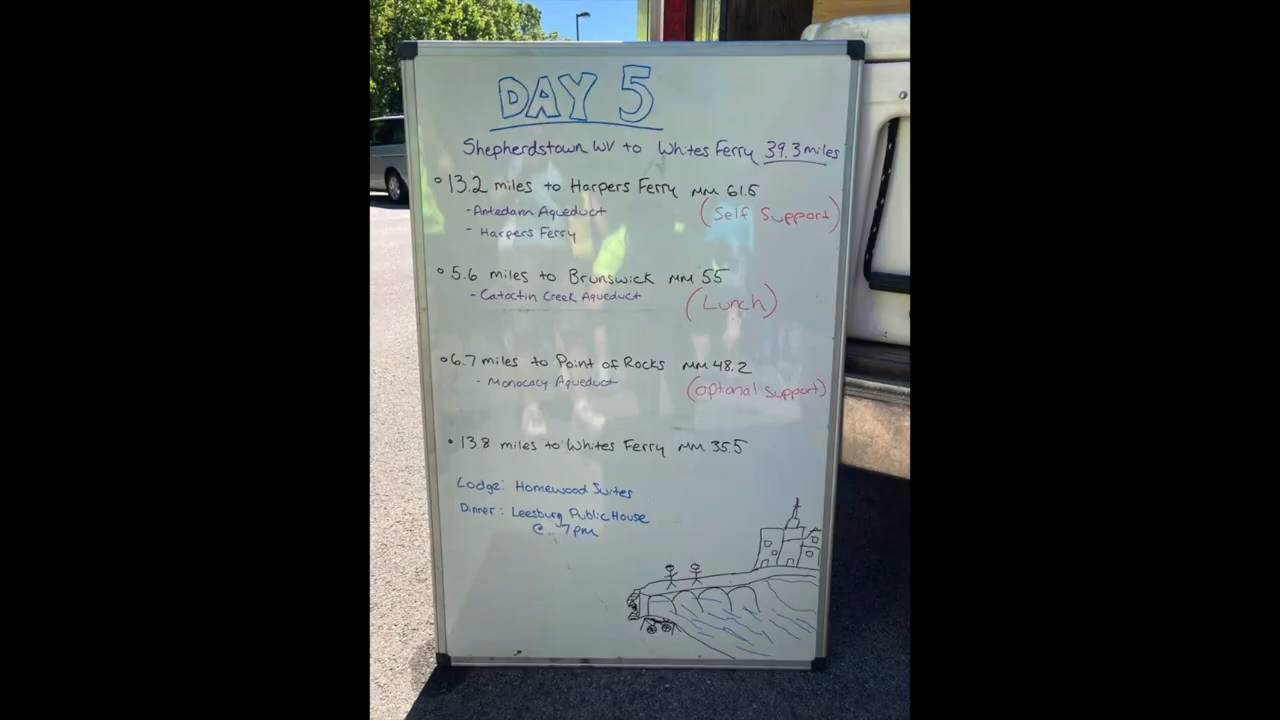 DAY 5
Shepherdstown WV to Whites Ferry 39.3 miles
13.2 miles to Harpers Ferry MM 61.5
- Antedam Aqueduct (Self Support)
- Harpers Ferry
5.6 miles to Brunswick MM 55
- Catoctin Creek Aqueduct (Lunch)
6.7 miles to Point of Rocks MM 48.2
- Monocacy Aqueduct (Optional Support)
13.8 miles to Whites Ferry MM 35.5
Lodge: Homewood Suites
Dinner: Leesburg Public House
@ 7pm